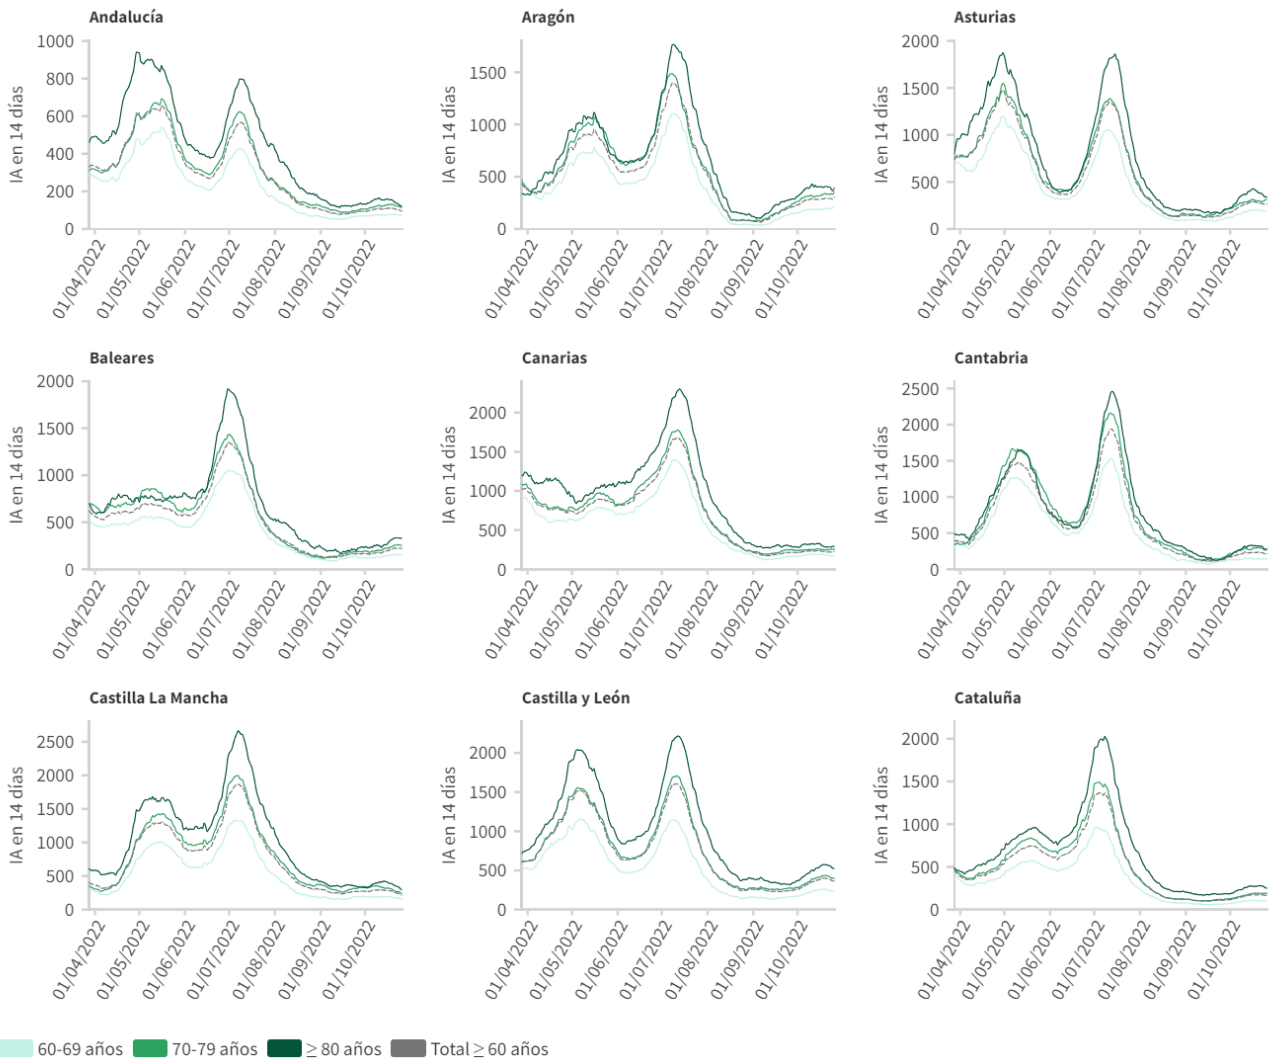 Andalucía Aragón Asturias
IA en 14 días
1000
800
600
400
200
0
01/04/2022 01/05/2022 01/06/2022 01/07/2022 01/08/2022 01/09/2022 01/10/2022
IA en 14 días
1500
1000
500
0
01/04/2022 01/05/2022 01/06/2022 01/07/2022 01/08/2022 01/09/2022 01/10/2022
IA en 14 días
2000
1500
1000
500
0
01/04/2022 01/05/2022 01/06/2022 01/07/2022 01/08/2022 01/09/2022 01/10/2022
Baleares Canarias Cantabria
IA en 14 días
2000
1500
1000
500
0
01/04/2022 01/05/2022 01/06/2022 01/07/2022 01/08/2022 01/09/2022 01/10/2022
IA en 14 días
2000
1500
1000
500
0
01/04/2022 01/05/2022 01/06/2022 01/07/2022 01/08/2022 01/09/2022 01/10/2022
IA en 14 días
2500
2000
1500
1000
500
0
01/04/2022 01/05/2022 01/06/2022 01/07/2022 01/08/2022 01/09/2022 01/10/2022
Castilla La Mancha Castilla y León Cataluña
IA en 14 días
2500
2000
1500
1000
500
0
01/04/2022 01/05/2022 01/06/2022 01/07/2022 01/08/2022 01/09/2022 01/10/2022
IA en 14 días
2000
1500
1000
500
0
01/04/2022 01/05/2022 01/06/2022 01/07/2022 01/08/2022 01/09/2022 01/10/2022
IA en 14 días
2000
1500
1000
500
0
01/04/2022 01/05/2022 01/06/2022 01/07/2022 01/08/2022 01/09/2022 01/10/2022
60-69 años 70-79 años ≥ 80 años Total ≥ 60 años